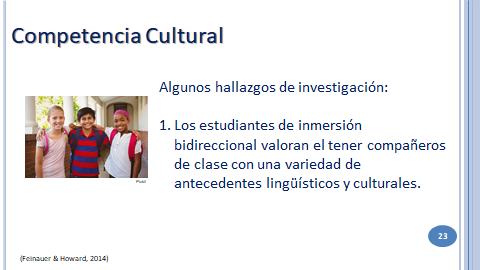 Competencia Cultural
Algunos hallazgos de investigación:
1. Los estudiantes de inmersión
bidireccional valoran el tener compañeros
de clase con una variedad de
antecedentes lingüísticos y culturales.
23
(Feinauer & Howard, 2014)